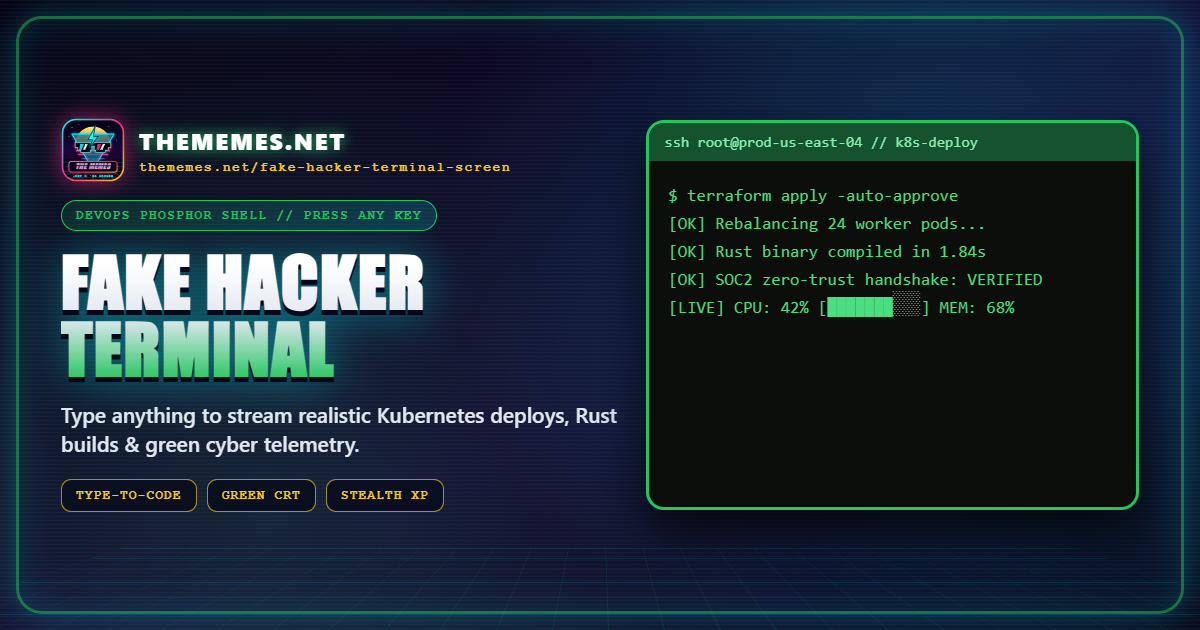 THEMEMES.NET
thememes.net/fake-hacker-terminal-screen
DEVOPS PHOSPHOR SHELL // PRESS ANY KEY
FAKE HACKER
TERMINAL
Type anything to stream realistic Kubernetes deploys, Rust
builds & green cyber telemetry.
TYPE-TO-CODE
GREEN CRT
STEALTH XP
ssh root@prod-us-east-04 // k8s-deploy
$ terraform apply -auto-approve
[OK] Rebalancing 24 worker pods...
[OK] Rust binary compiled in 1.84s
[OK] SOC2 zero-trust handshake: VERIFIED
[LIVE] CPU: 42% [███████░░░] MEM: 68%